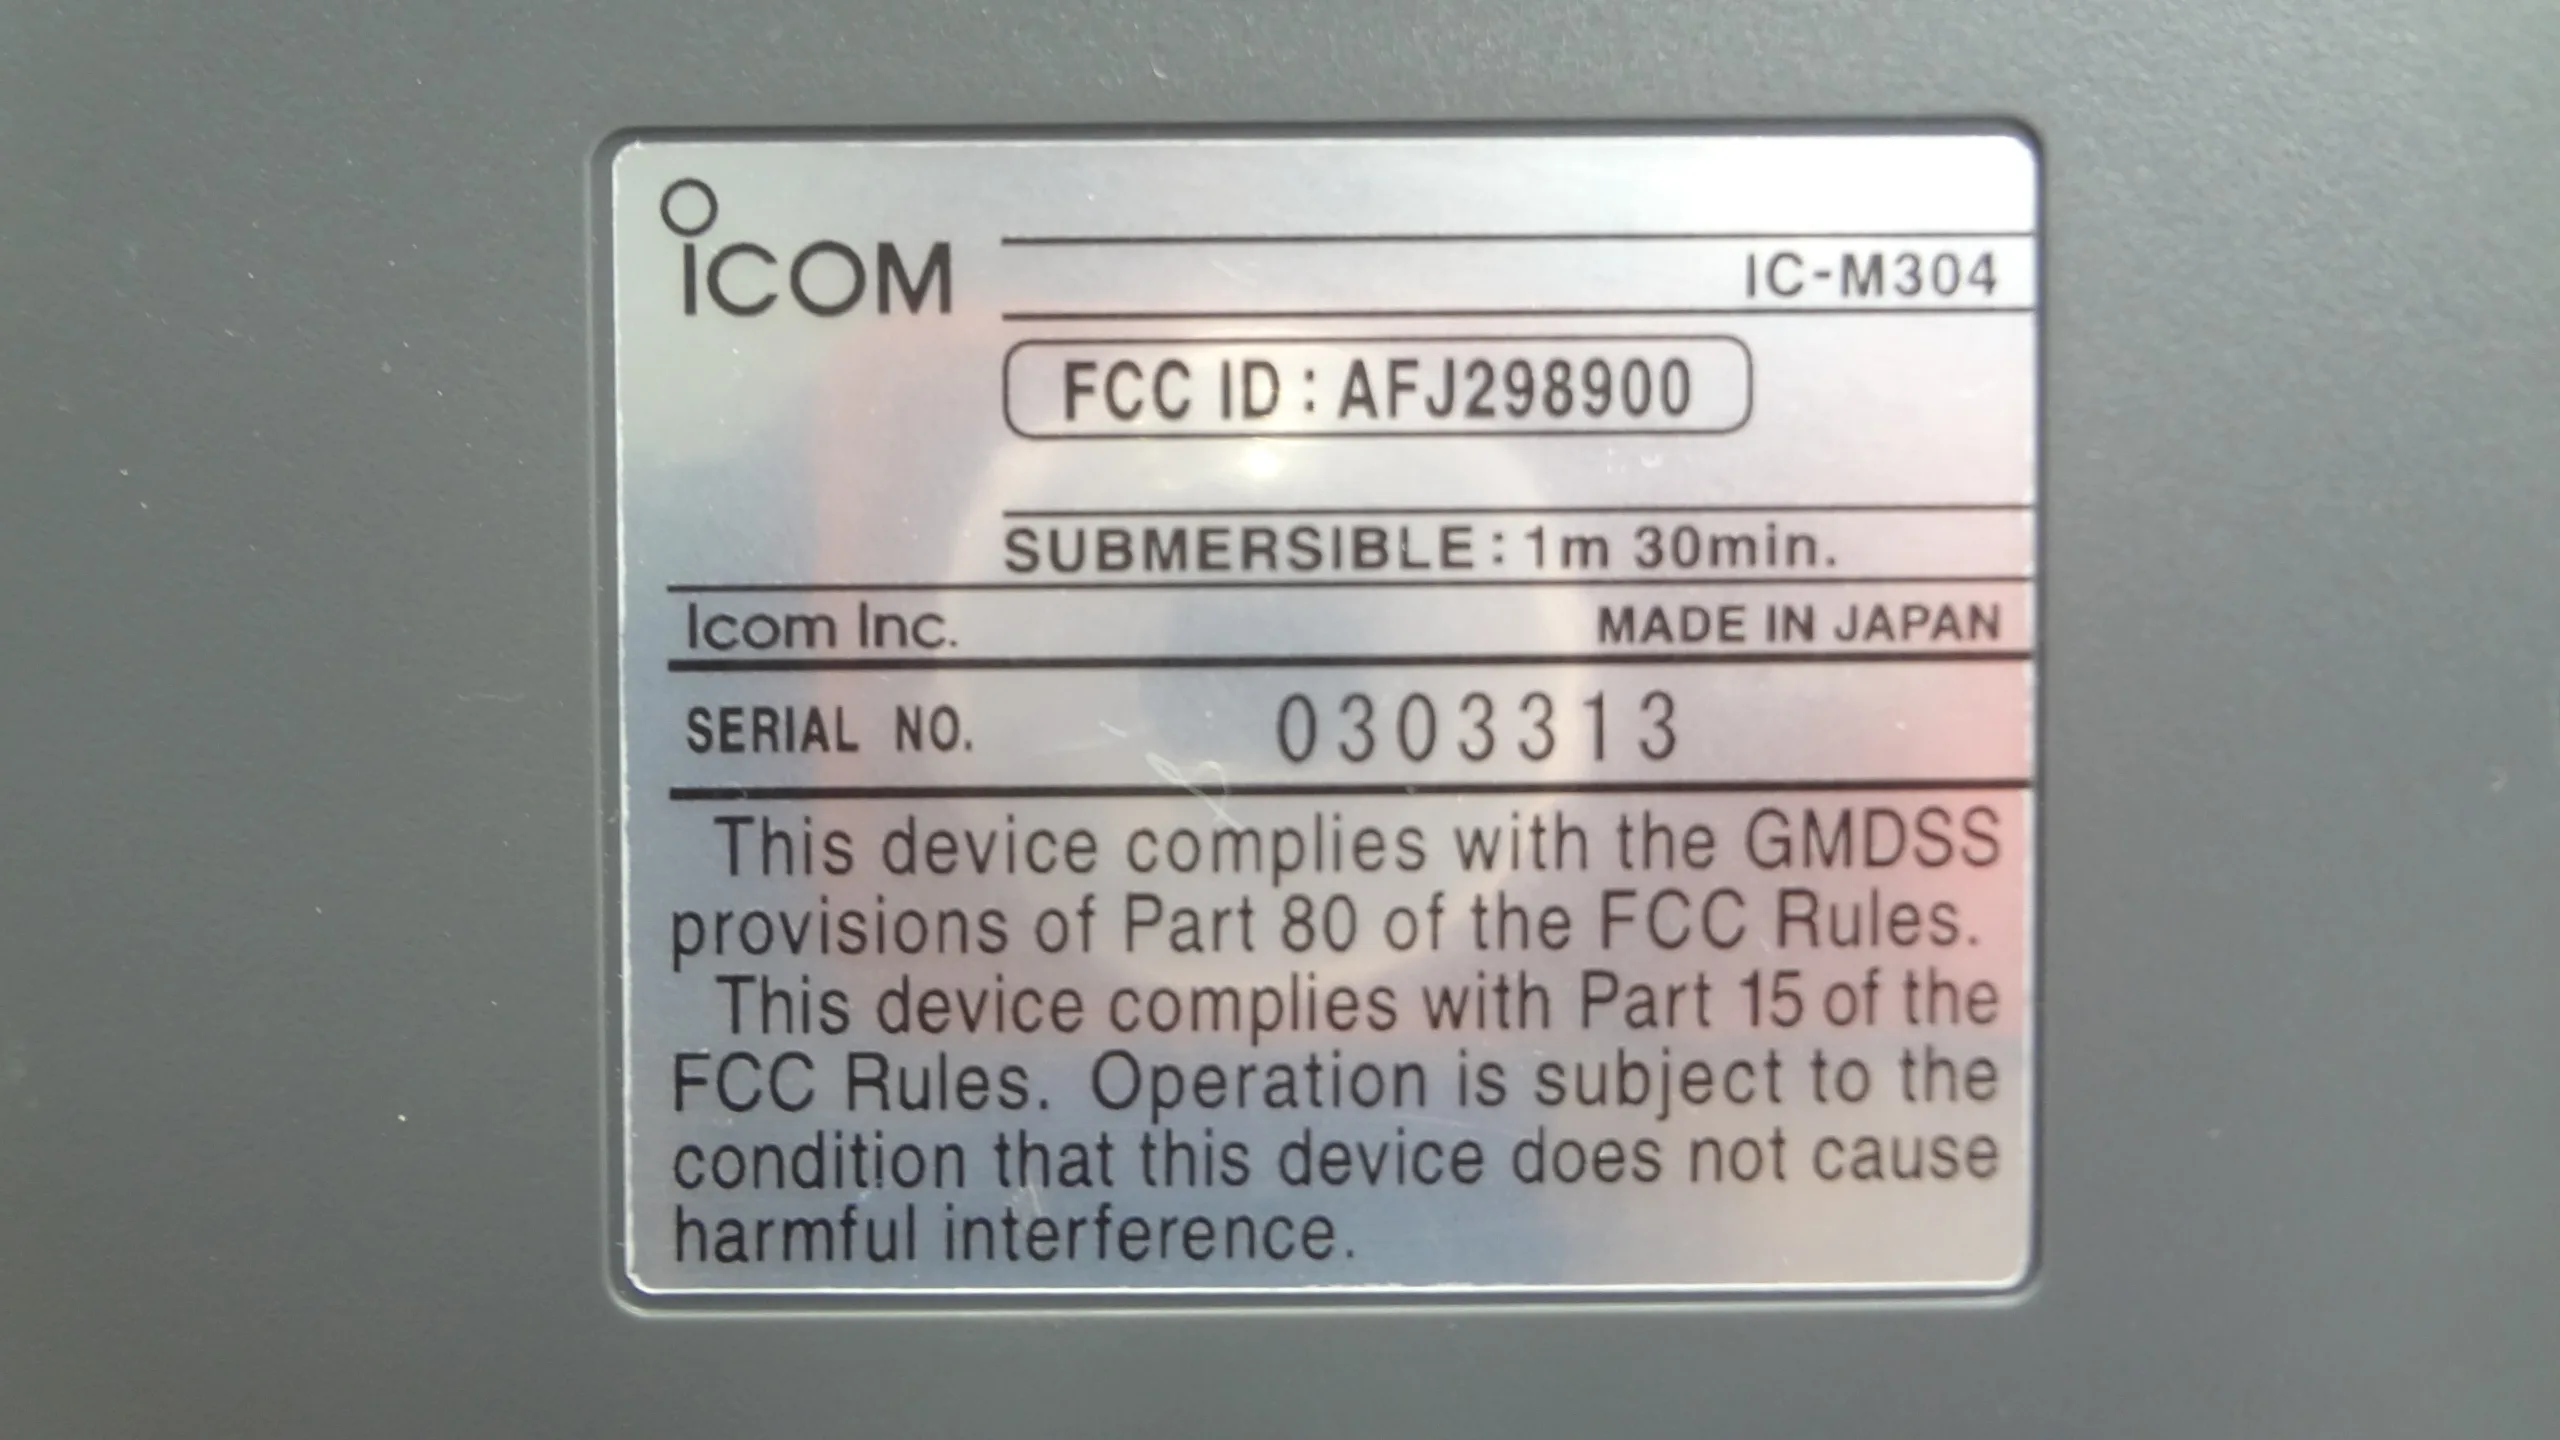 ICOM
IC-M304
FCC ID : AFJ298900
SUBMERSIBLE : 1m 30min.
Icom Inc. MADE IN JAPAN
SERIAL NO. 0303313
This device complies with the GMDSS
provisions of Part 80 of the FCC Rules.
This device complies with Part 15 of the
FCC Rules. Operation is subject to the
condition that this device does not cause
harmful interference.